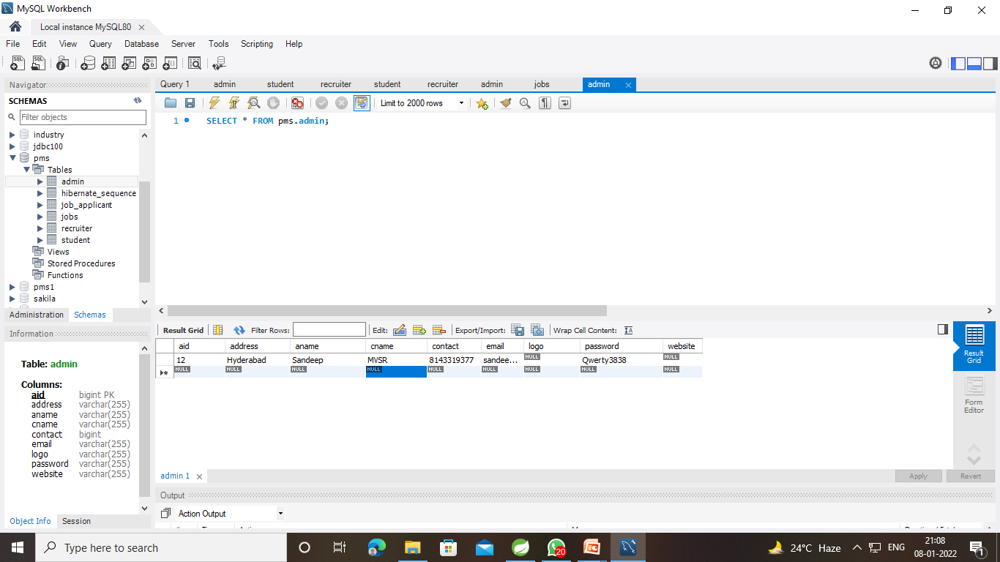 MySQL Workbench
Local instance MySQL80
File Edit View Query Database Server Tools Scripting Help
Navigator
SCHEMAS
Filter objects
industry
jdbc100
pms
Tables
admin
hibernate_sequence
job_applicant
jobs
recruiter
student
Views
Stored Procedures
Functions
pms1
sakila
Administration Schemas
Information
Table: admin
Columns:
aid bigint PK
address varchar(255)
aname varchar(255)
cname varchar(255)
contact bigint
email varchar(255)
logo varchar(255)
password varchar(255)
website varchar(255)
Object Info Session
Query 1 admin student recruiter student recruiter admin jobs admin
Limit to 2000 rows
1 SELECT * FROM pms.admin;
Result Grid Filter Rows: Edit: Export/Import: Wrap Cell Content:
aid address aname cname contact email logo password website
12 Hyderabad Sandeep MVSR 8143319377 sandee... NULL Qwerty3838 NULL
NULL NULL NULL NULL NULL NULL NULL NULL NULL
Result Grid
Form Editor
admin 1
Apply Revert
Output
Action Output
Type here to search
20
24°C Haze
ENG
21:08
08-01-2022
1